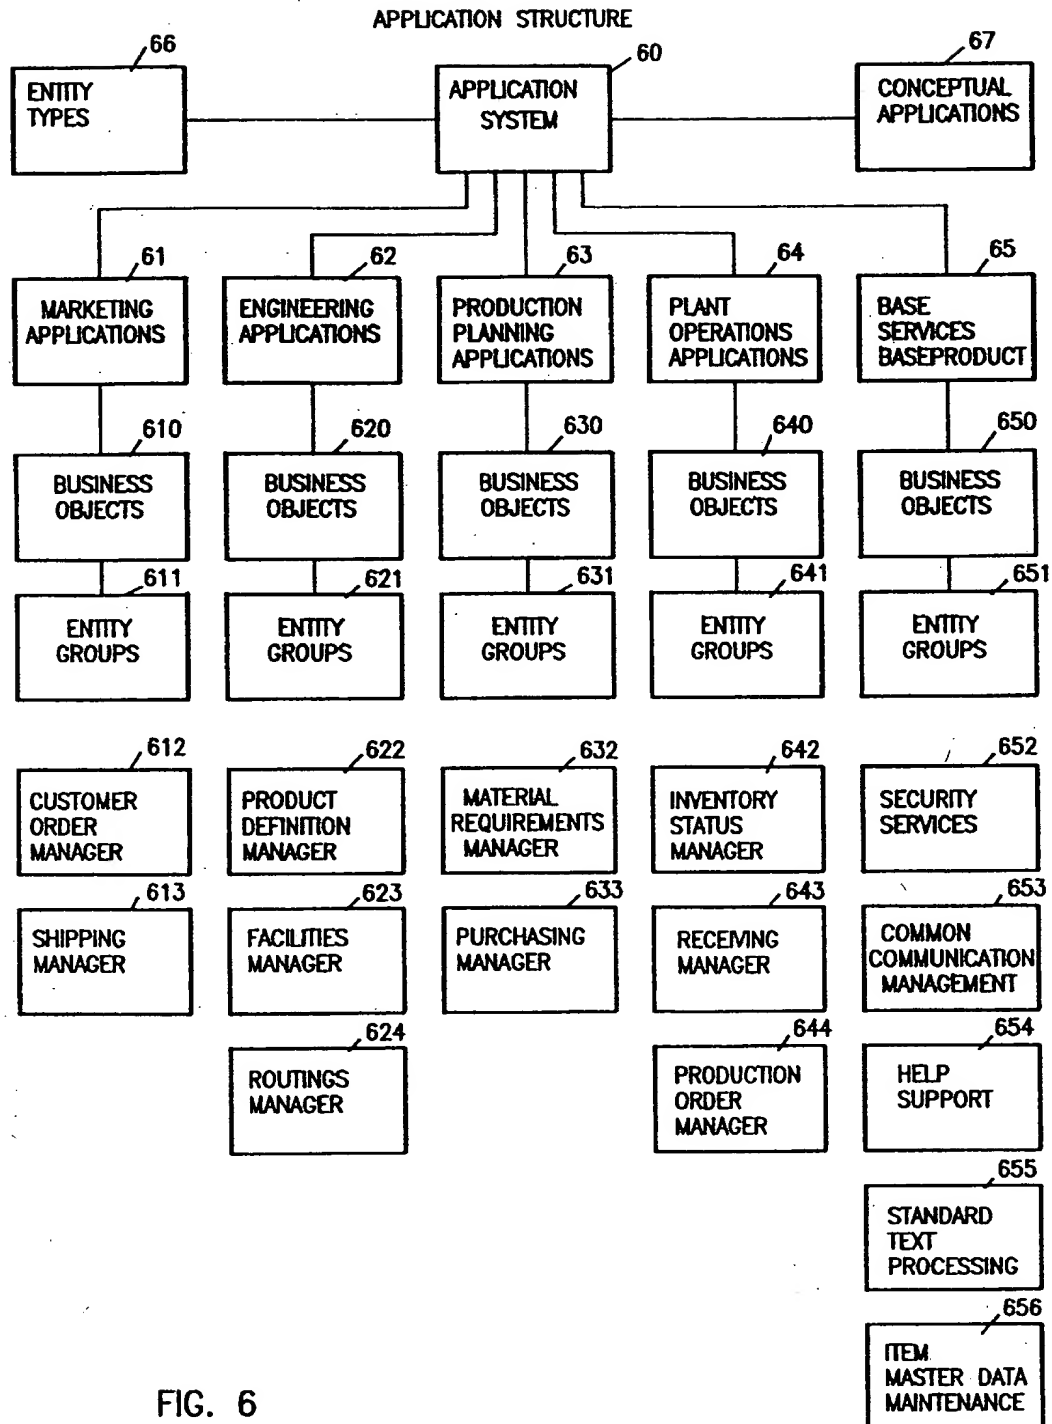 APPLICATION STRUCTURE
66
60
67
ENTITY
TYPES
APPLICATION
SYSTEM
CONCEPTUAL
APPLICATIONS
61
62
63
64
65
MARKETING
APPLICATIONS
ENGINEERING
APPLICATIONS
PRODUCTION
PLANNING
APPLICATIONS
PLANT
OPERATIONS
APPLICATIONS
BASE
SERVICES
BASEPRODUCT
610
620
630
640
650
BUSINESS
OBJECTS
BUSINESS
OBJECTS
BUSINESS
OBJECTS
BUSINESS
OBJECTS
BUSINESS
OBJECTS
611
621
631
641
651
ENTITY
GROUPS
ENTITY
GROUPS
ENTITY
GROUPS
ENTITY
GROUPS
ENTITY
GROUPS
612
622
632
642
652
CUSTOMER
ORDER
MANAGER
PRODUCT
DEFINITION
MANAGER
MATERIAL
REQUIREMENTS
MANAGER
INVENTORY
STATUS
MANAGER
SECURITY
SERVICES
613
623
633
643
653
SHIPPING
MANAGER
FACILITIES
MANAGER
PURCHASING
MANAGER
RECEIVING
MANAGER
COMMON
COMMUNICATION
MANAGEMENT
624
644
654
ROUTINGS
MANAGER
PRODUCTION
ORDER
MANAGER
HELP
SUPPORT
655
STANDARD
TEXT
PROCESSING
656
ITEM
MASTER DATA
MAINTENANCE
FIG. 6